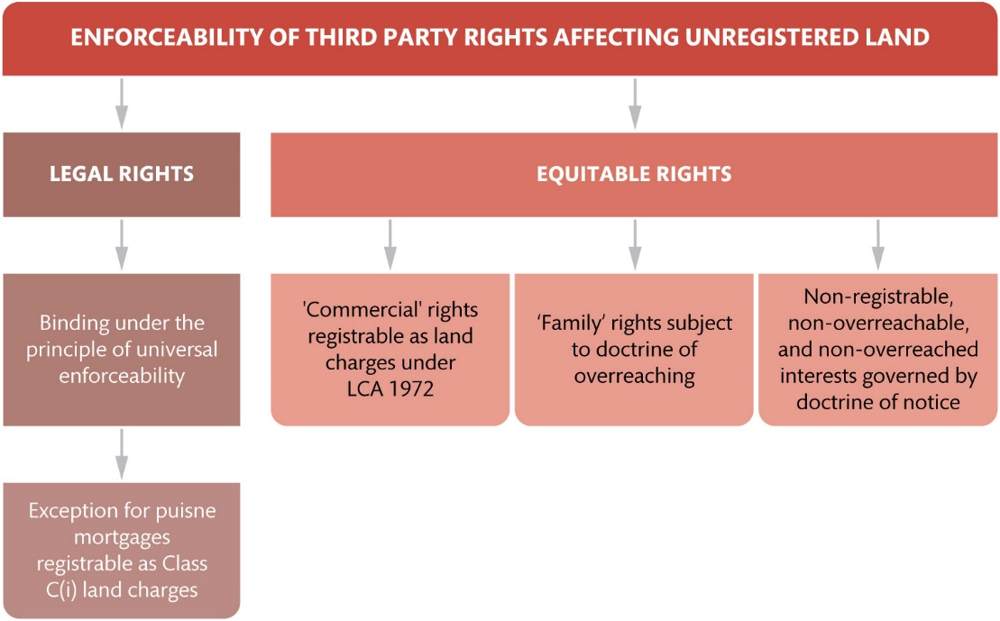 ENFORCEABILITY OF THIRD PARTY RIGHTS AFFECTING UNREGISTERED LAND
LEGAL RIGHTS
EQUITABLE RIGHTS
Binding under the
principle of universal
enforceability
'Commercial' rights
registrable as land
charges under
LCA 1972
‘Family’ rights subject
to doctrine of
overreaching
Non-registrable,
non-overreachable,
and non-overreached
interests governed by
doctrine of notice
Exception for puisne
mortgages
registrable as Class
C(i) land charges